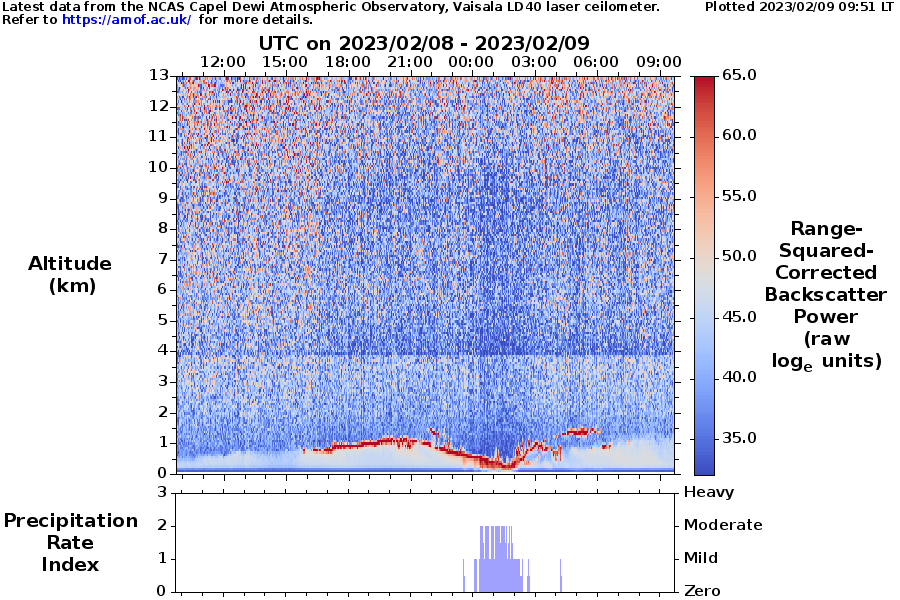 Latest data from the NCAS Capel Dewi Atmospheric Observatory, Vaisala LD40 laser ceilometer.
Plotted 2023/02/09 09:51 LT
Refer to https://amof.ac.uk/ for more details.
UTC on 2023/02/08 - 2023/02/09
12:00 15:00 18:00 21:00 00:00 03:00 06:00 09:00
13
12
11
10
9
8
7
6
5
4
3
2
1
0
Altitude
(km)
65.0
60.0
55.0
50.0
45.0
40.0
35.0
Range-
Squared-
Corrected
Backscatter
Power
(raw
loge units)
Precipitation
Rate
Index
3
2
1
0
Heavy
Moderate
Mild
Zero